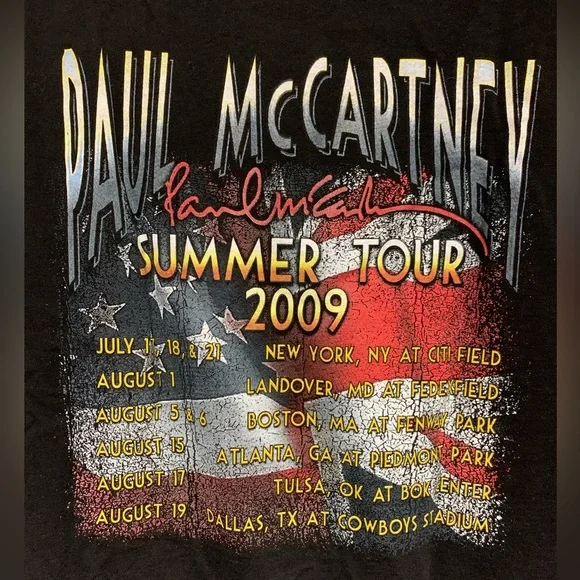 PAUL McCARTNEY
Paul McCartney
SUMMER TOUR
2009
JULY 17, 18, & 21 NEW YORK, NY AT CITI FIELD
AUGUST 1 LANDOVER, MD AT FEDEXFIELD
AUGUST 5 & 6 BOSTON, MA AT FENWAY PARK
AUGUST 15 ATLANTA, GA AT PIEDMONT PARK
AUGUST 17 TULSA, OK AT BOK CENTER
AUGUST 19 DALLAS, TX AT COWBOYS STADIUM